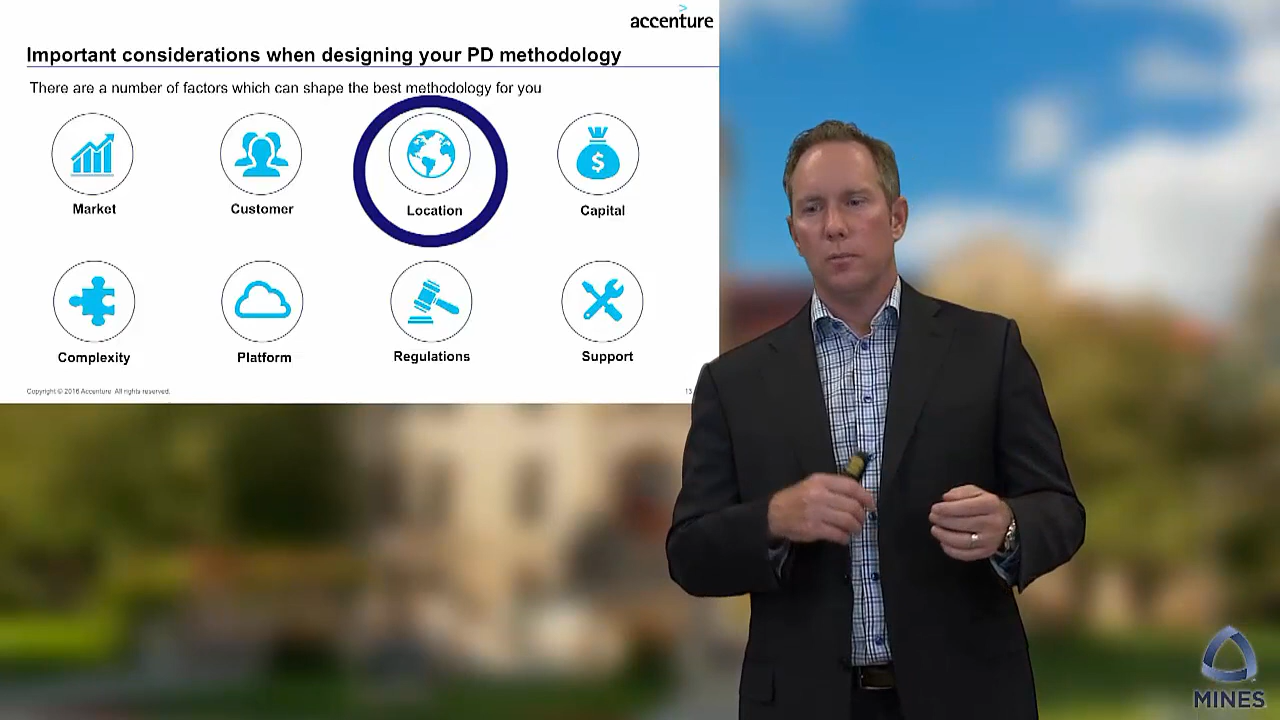 accenture
Important considerations when designing your PD methodology
There are a number of factors which can shape the best methodology for you
Market
Customer
Location
Capital
$
Complexity
Platform
Regulations
Support
Copyright © 2016 Accenture All rights reserved.
13
MINES